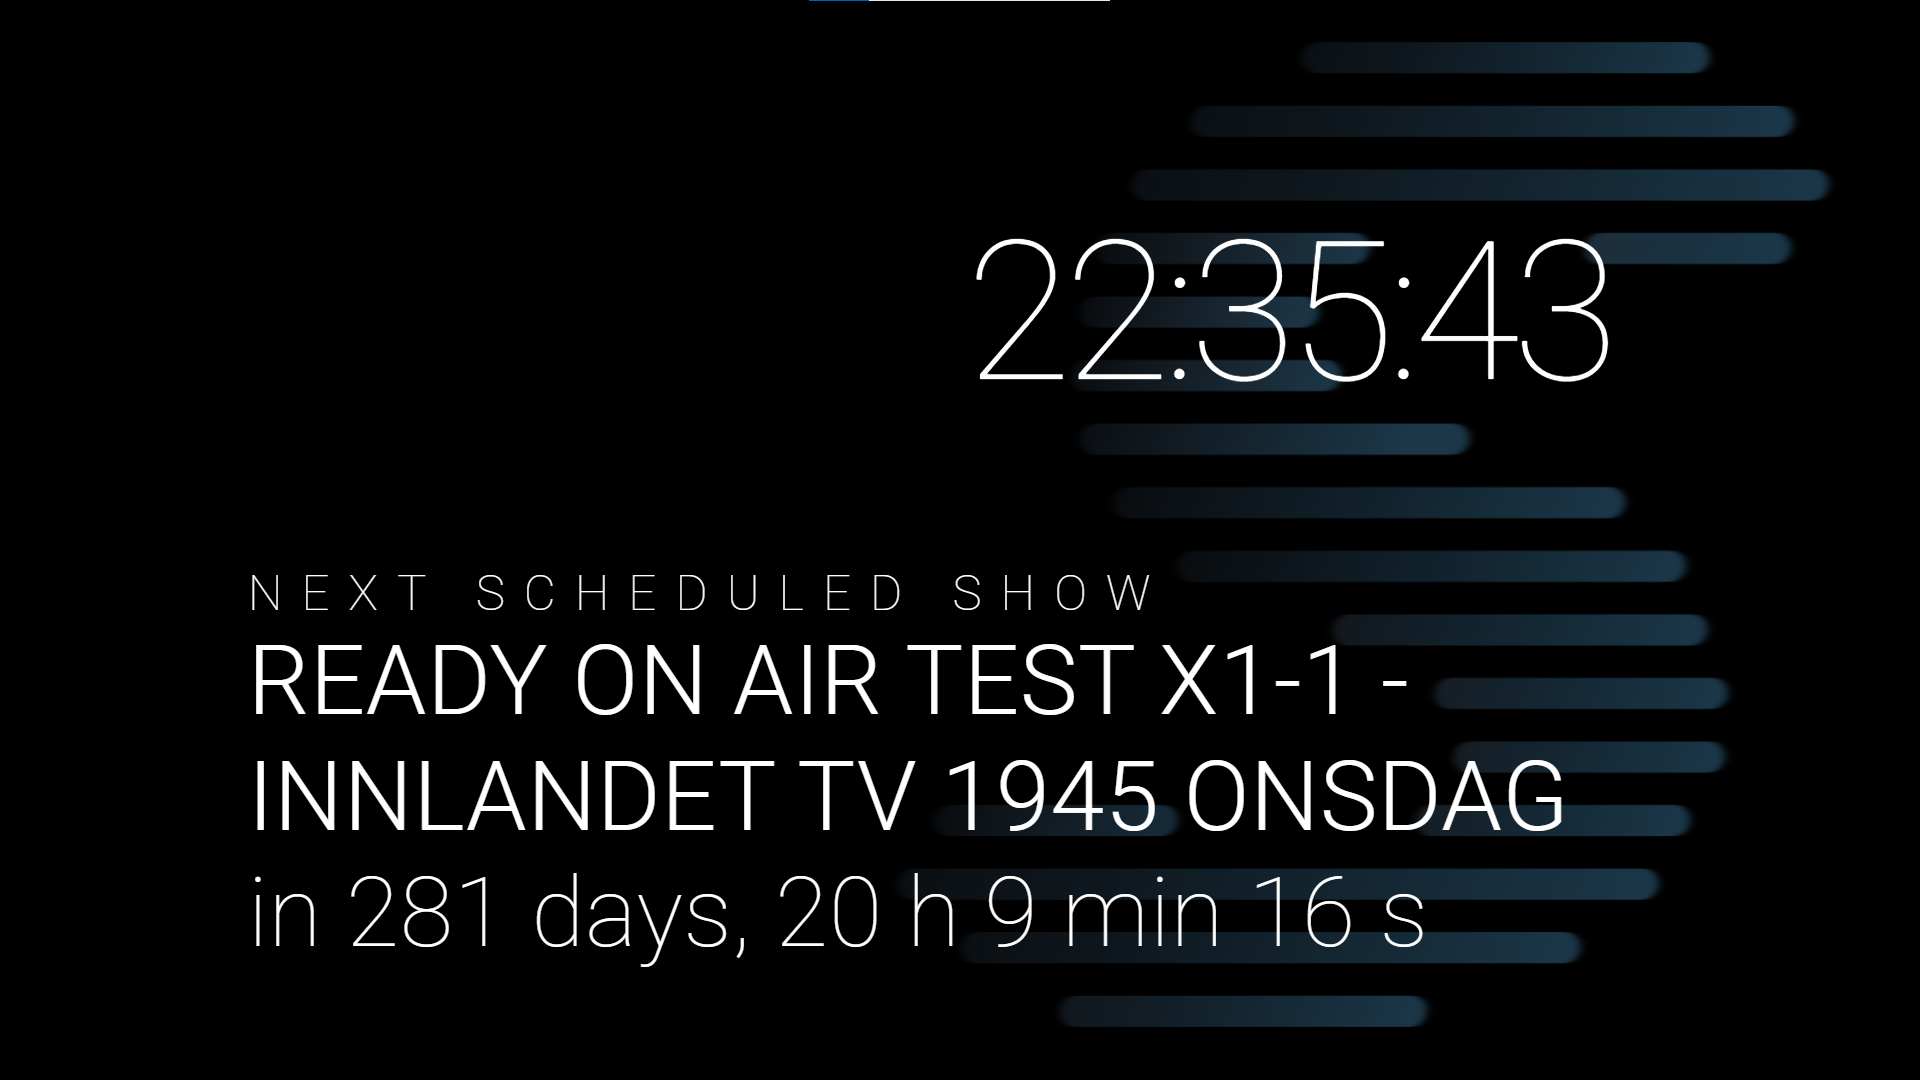 22:35:43
NEXT SCHEDULED SHOW
READY ON AIR TEST X1-1 -
INNLANDET TV 1945 ONSDAG
in 281 days, 20 h 9 min 16 s